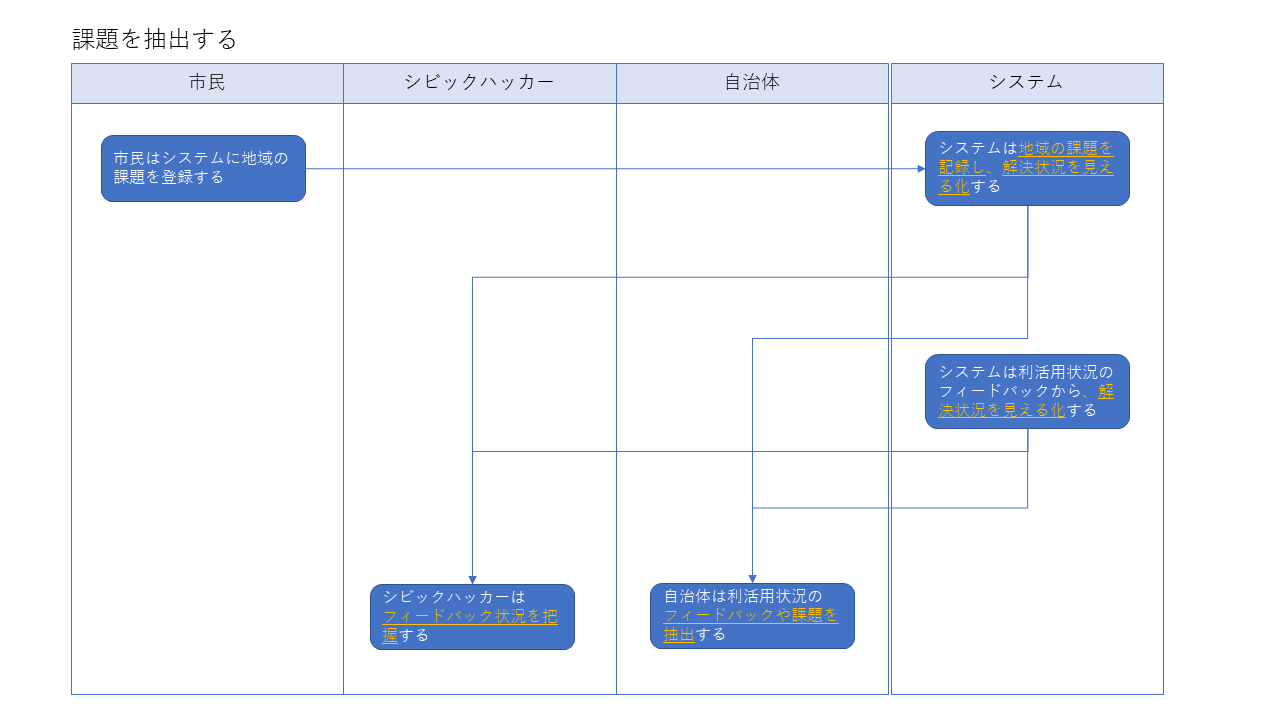 課題を抽出する
市民
シビックハッカー
自治体
システム
市民はシステムに地域の
課題を登録する
システムは地域の課題を
記録し、解決状況を見え
る化する
システムは利活用状況の
フィードバックから、解
決状況を見える化する
シビックハッカーは
フィードバック状況を把
握する
自治体は利活用状況の
フィードバックや課題を
抽出する